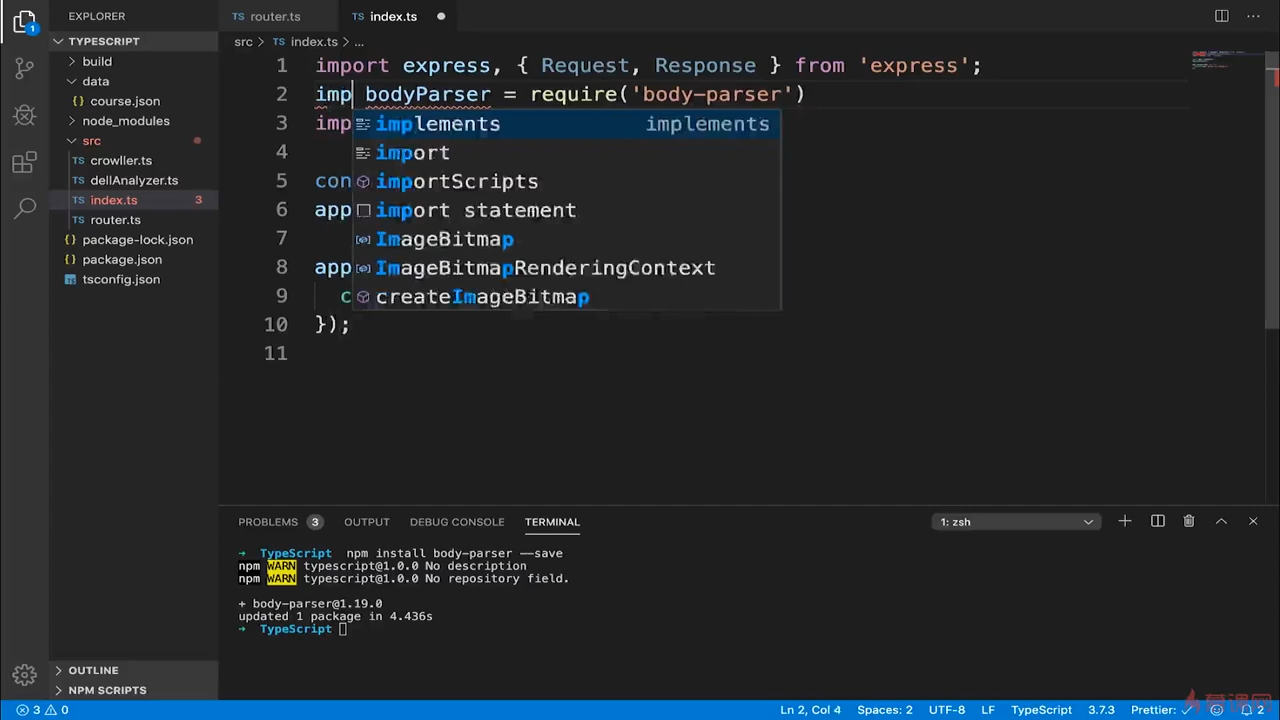 EXPLORER
TS router.ts
TS index.ts
1
TYPESCRIPT
src > TS index.ts > ...
build
data
course.json
node_modules
src
TS crowller.ts
TS dellAnalyzer.ts
TS index.ts 3
TS router.ts
{} package-lock.json
{} package.json
tsconfig.json
1 import express, { Request, Response } from 'express';
2 imp bodyParser = require('body-parser')
3 imp
4
5 con
6 app
7
8 app
9 c
10 });
11
implements implements
import
importScripts
import statement
ImageBitmap
ImageBitmapRenderingContext
createImageBitmap
PROBLEMS 3 OUTPUT DEBUG CONSOLE TERMINAL
1: zsh
→ TypeScript npm install body-parser --save
npm WARN typescript@1.0.0 No description
npm WARN typescript@1.0.0 No repository field.
+ body-parser@1.19.0
updated 1 package in 4.436s
→ TypeScript
OUTLINE
NPM SCRIPTS
3 0
Ln 2, Col 4 Spaces: 2 UTF-8 LF TypeScript 3.7.3 Prettier: ✓ 2
慕课网